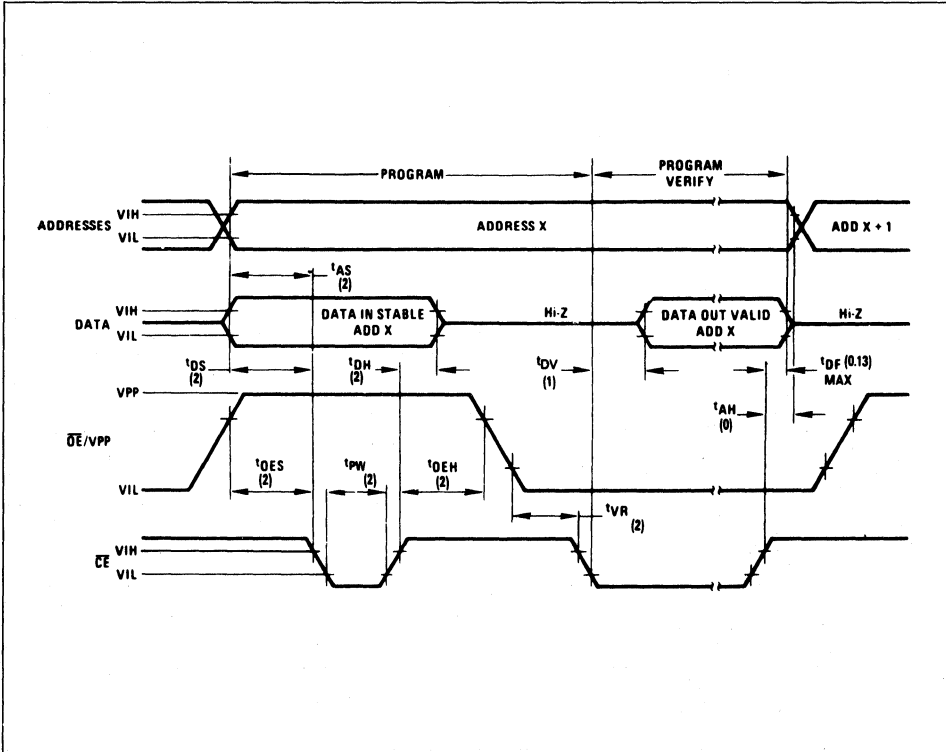 PROGRAM
PROGRAM
VERIFY
ADDRESSES
VIH
VIL
ADDRESS X
ADD X + 1
tAS
(2)
DATA
VIH
VIL
DATA IN STABLE
ADD X
Hi-Z
DATA OUT VALID
ADD X
Hi-Z
tDS
(2)
tDH
(2)
tDV
(1)
tDF (0.13)
MAX
tAH
(0)
VPP
OE/VPP
VIL
tOES
(2)
tPW
(2)
tOEH
(2)
tVR
(2)
CE
VIH
VIL